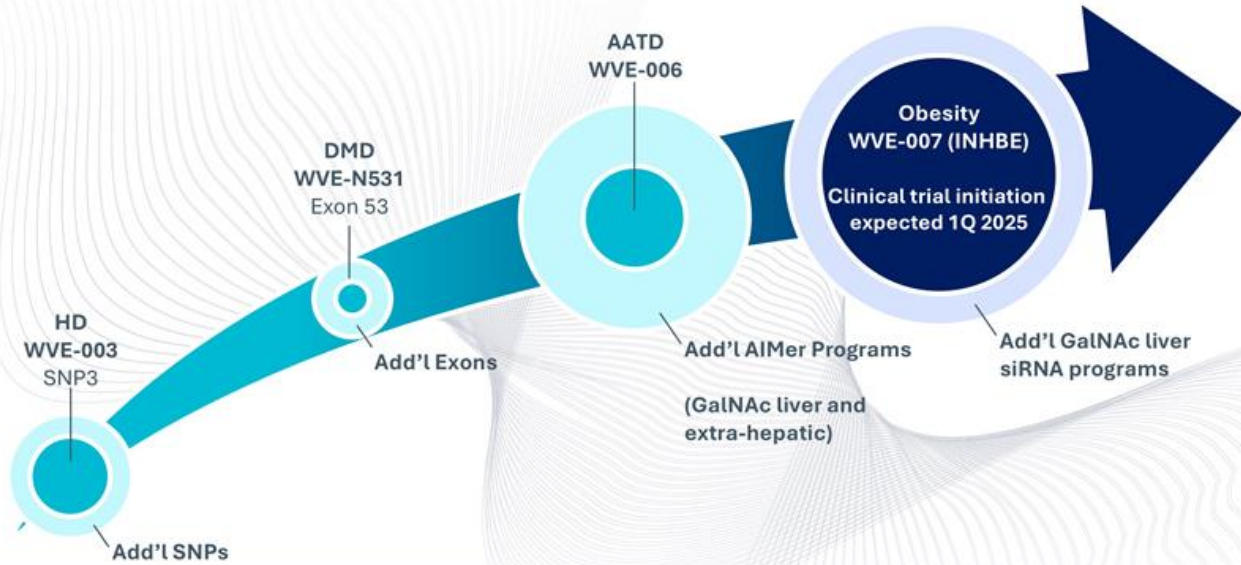 HD
WVE-003
SNP3
Add'l SNPs
DMD
WVE-N531
Exon 53
Add'l Exons
AATD
WVE-006
Add'l AIMer Programs
(GalNAc liver and
extra-hepatic)
Obesity
WVE-007 (INHBE)
Clinical trial initiation
expected 1Q 2025
Add'l GalNAc liver
siRNA programs